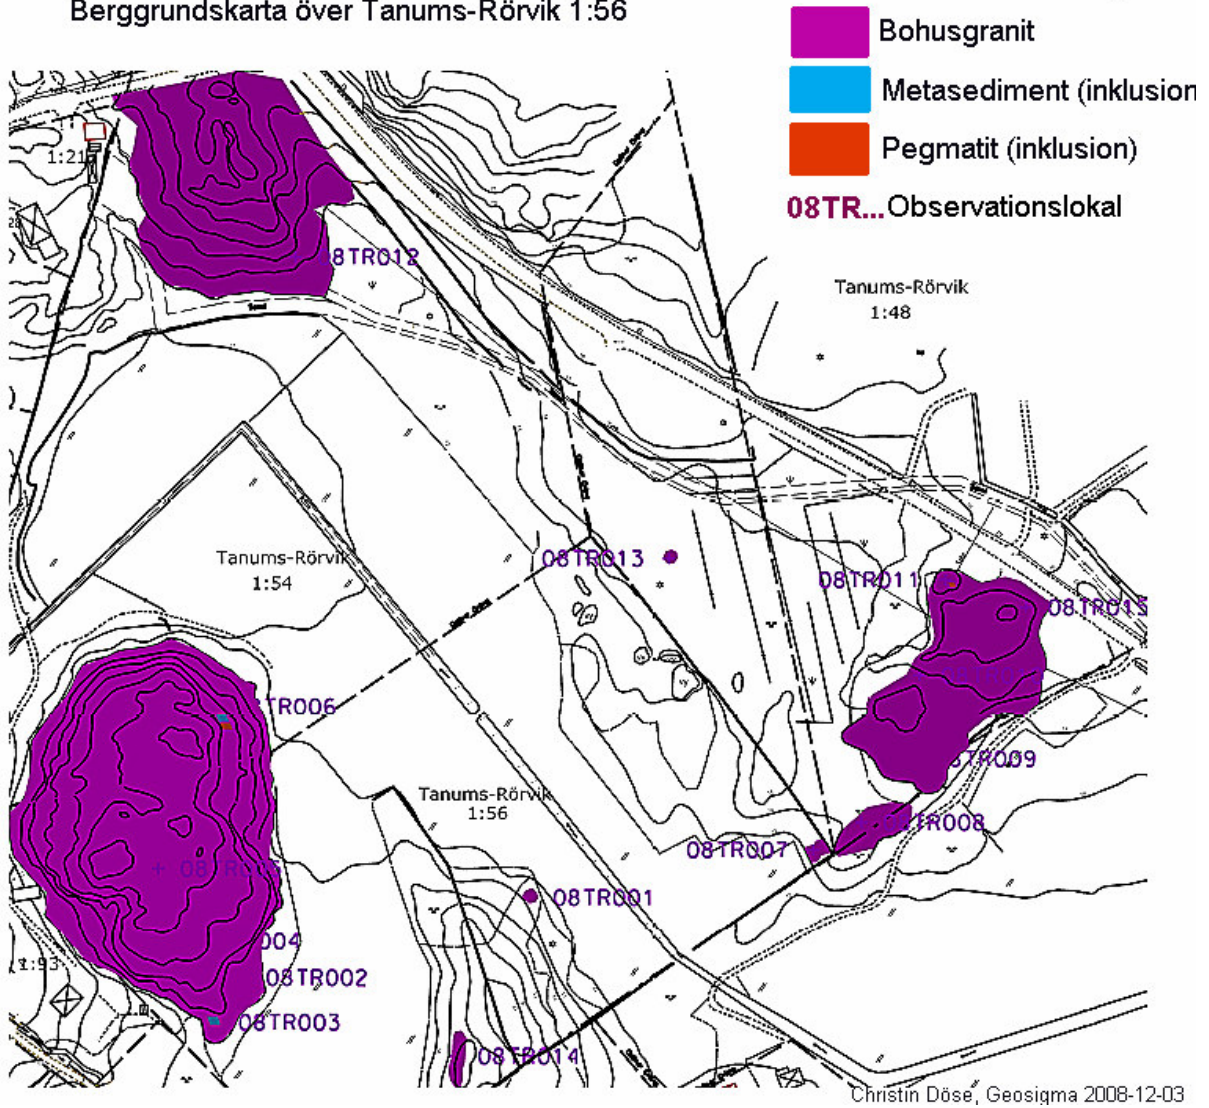 Berggrundskarta över Tanums-Rörvik 1:56
Bohusgranit
Metasediment (inklusion
Pegmatit (inklusion)
08TR... Observationslokal
1:21
08TR012
Tanums-Rörvik
1:48
08TR013
08TR011
08TR015
Tanums-Rörvik
1:54
TR006
TR009
Tanums-Rörvik
1:56
08TR008
08TR007
08TR005
08TR001
004
1:93
08TR002
08TR003
08TR014
Christin Döse, Geosigma 2008-12-03